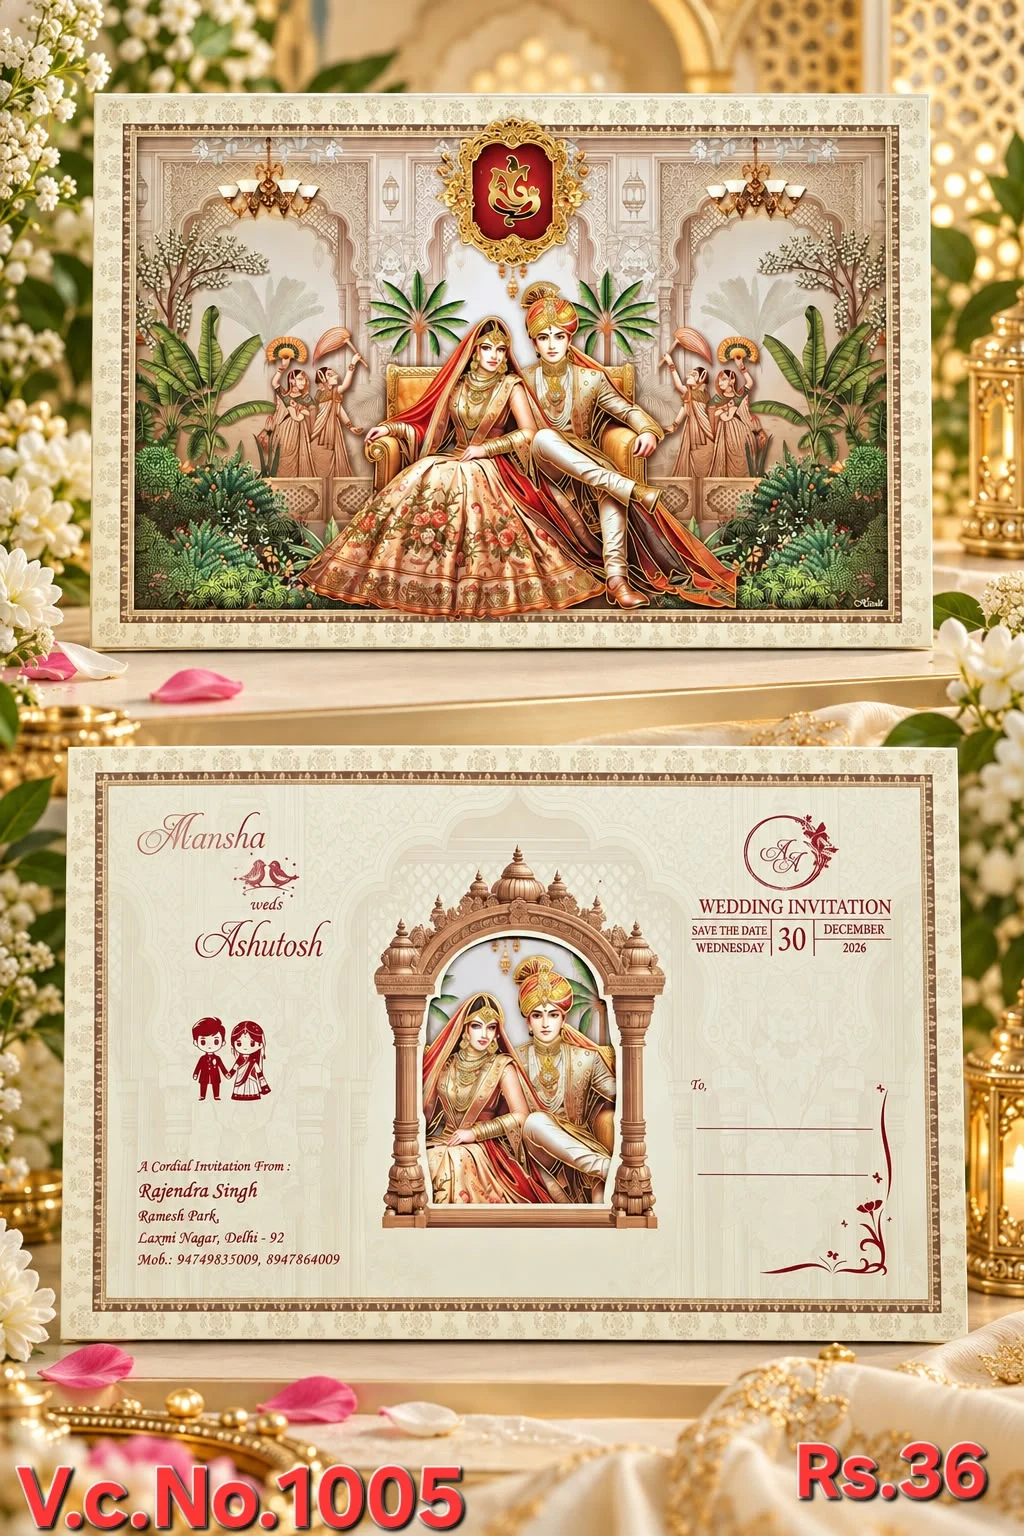 Mansha
weds
Ashutosh
A Cordial Invitation From :
Rajendra Singh
Ramesh Park,
Laxmi Nagar, Delhi - 92
Mob.: 94749835009, 8947864009
AA
WEDDING INVITATION
SAVE THE DATE
WEDNESDAY
30
DECEMBER
2026
To,
V.c.No.1005
Rs.36